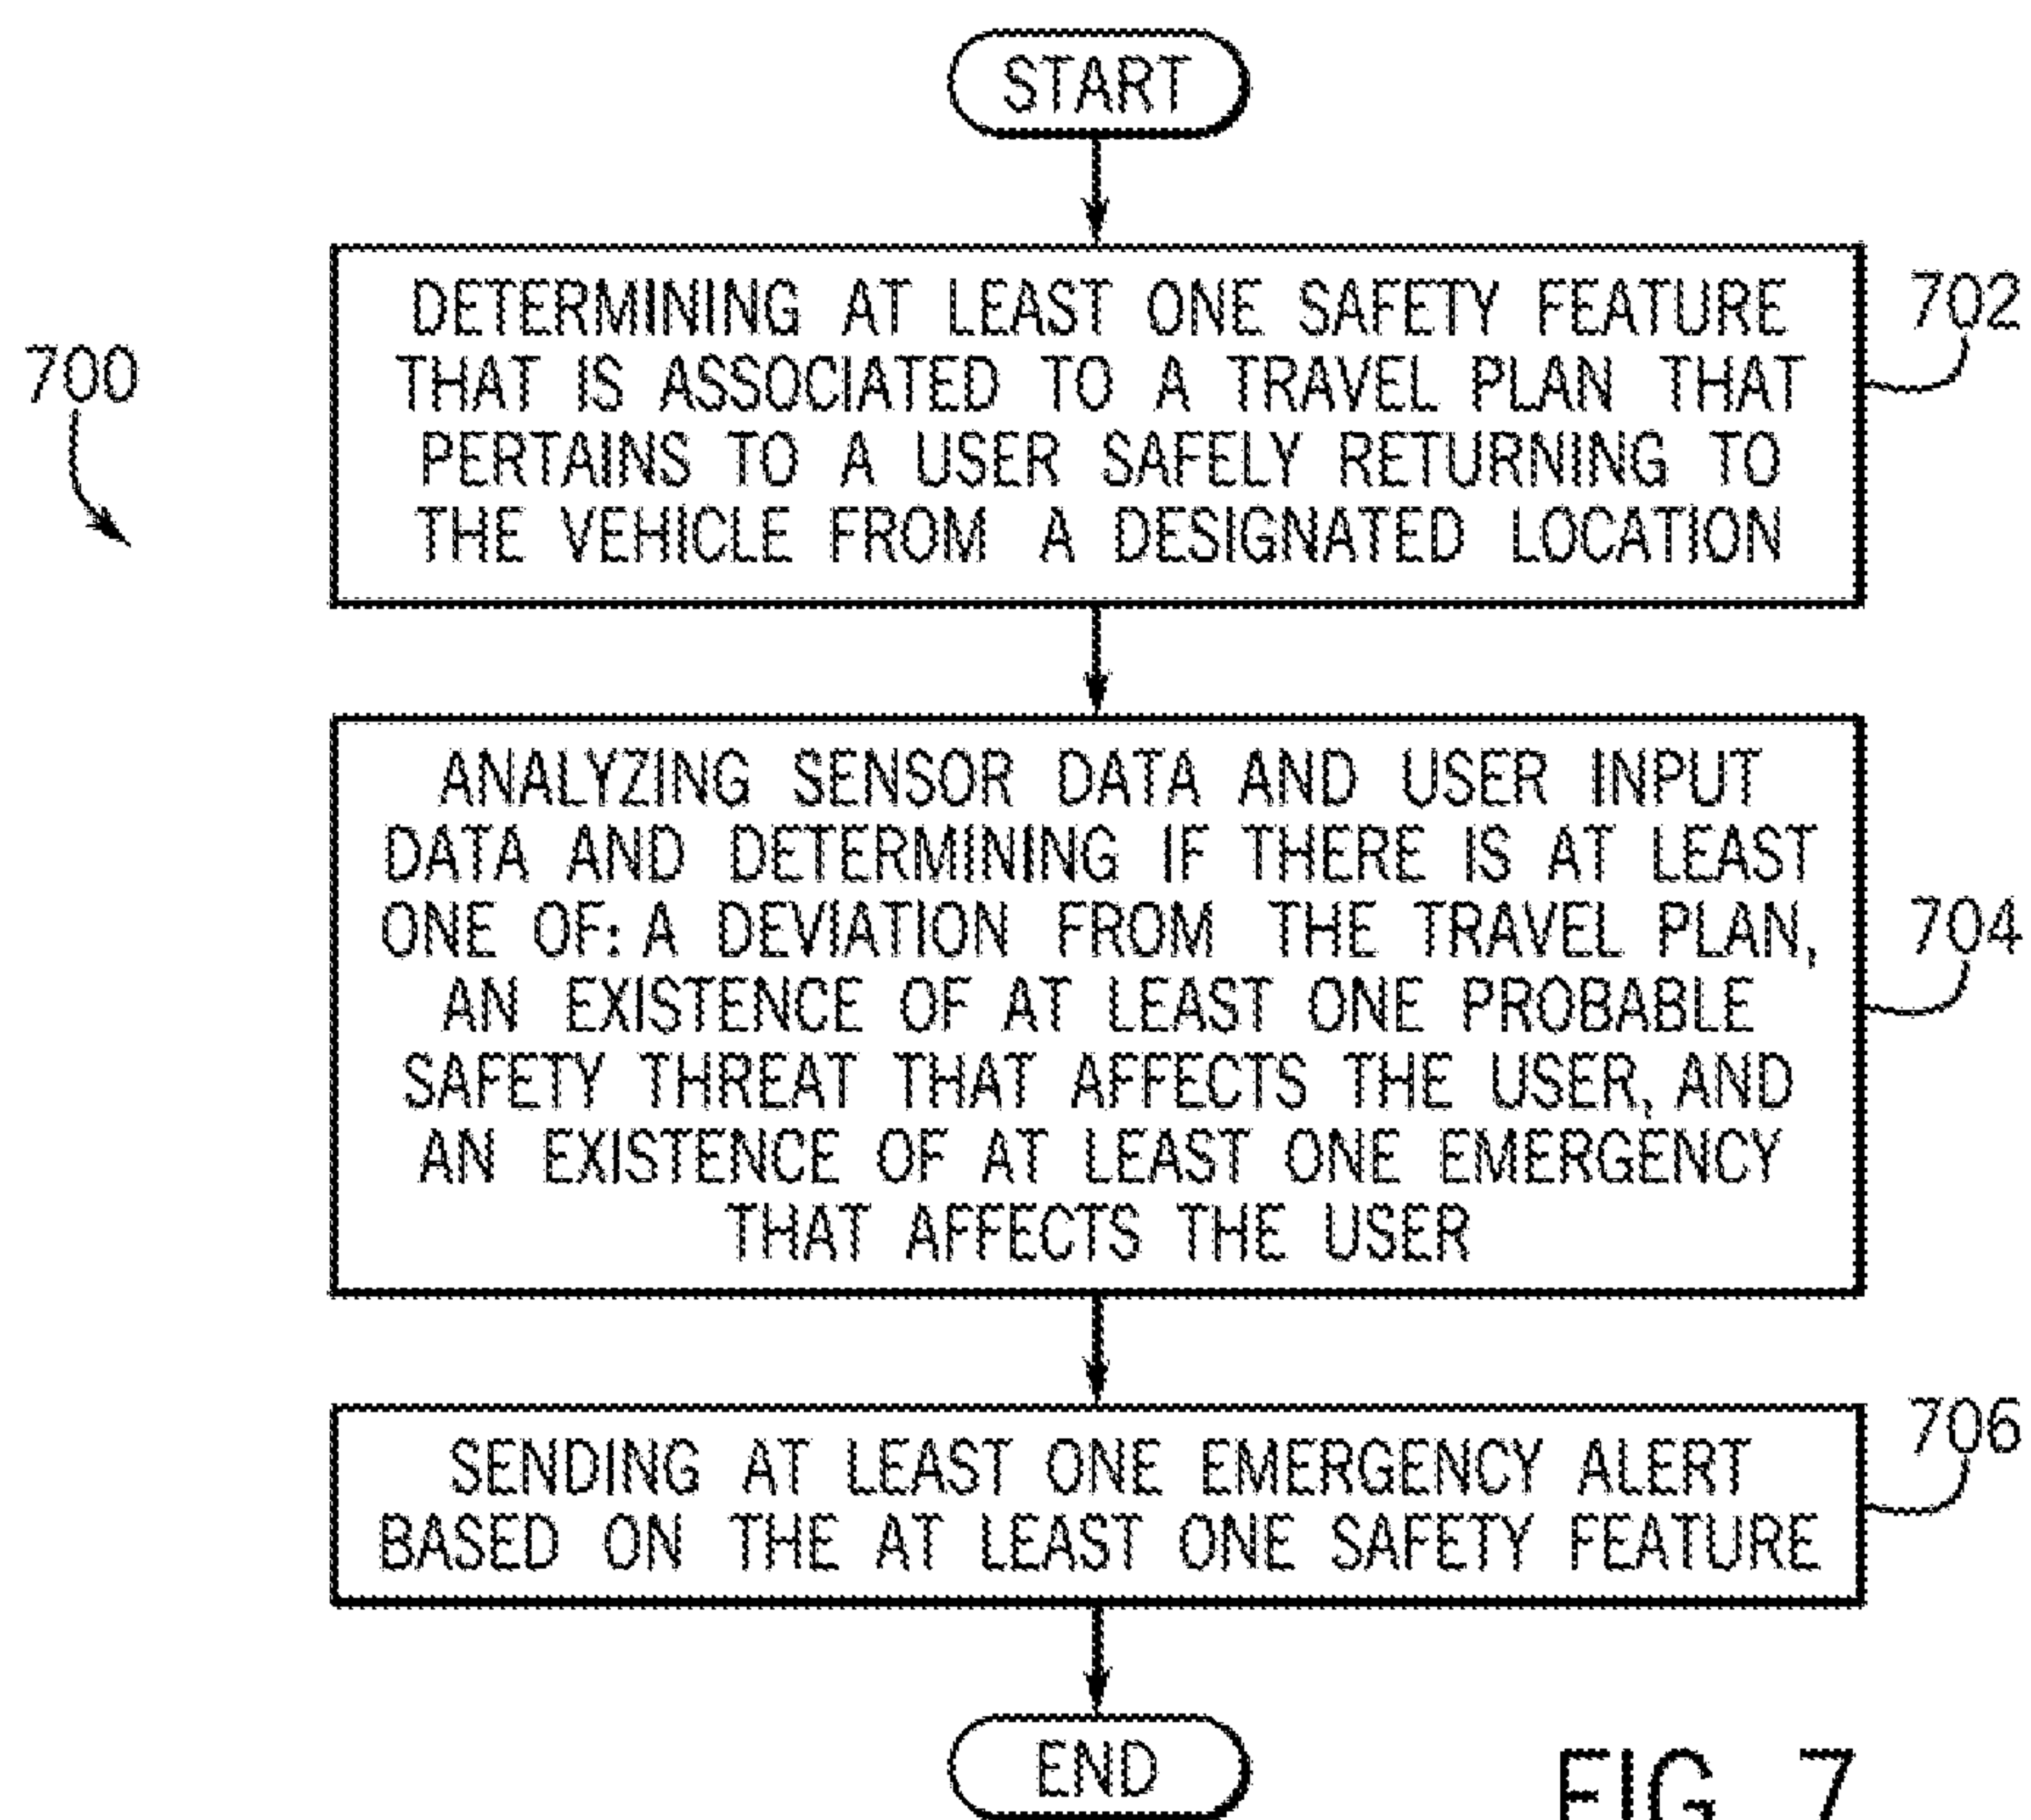 START
700
DETERMINING AT LEAST ONE SAFETY FEATURE
THAT IS ASSOCIATED TO A TRAVEL PLAN THAT
PERTAINS TO A USER SAFELY RETURNING TO
THE VEHICLE FROM A DESIGNATED LOCATION
702
ANALYZING SENSOR DATA AND USER INPUT
DATA AND DETERMINING IF THERE IS AT LEAST
ONE OF: A DEVIATION FROM THE TRAVEL PLAN,
AN EXISTENCE OF AT LEAST ONE PROBABLE
SAFETY THREAT THAT AFFECTS THE USER, AND
AN EXISTENCE OF AT LEAST ONE EMERGENCY
THAT AFFECTS THE USER
704
SENDING AT LEAST ONE EMERGENCY ALERT
BASED ON THE AT LEAST ONE SAFETY FEATURE
706
END
FIG. 7